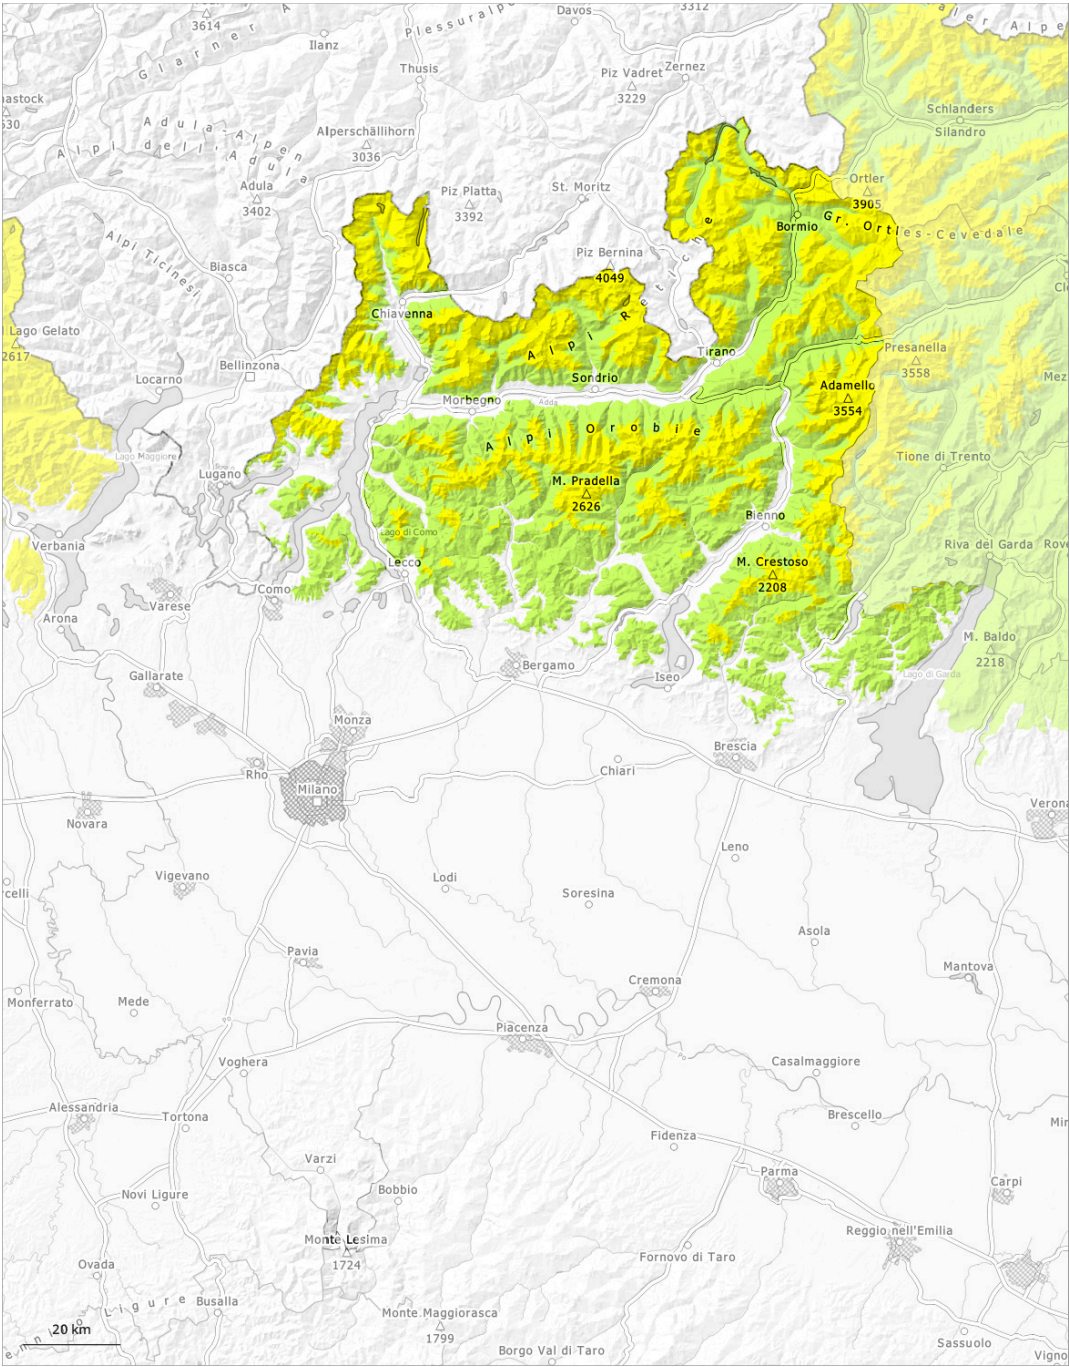 3614
Davos
3312
Ilanz
Thusis
Piz Vadret
Zernez
3229
Schlanders
Silandro
Alperschällihorn
3036
Adula-Alpen
Alpi dell'Adula
Adula
3402
Piz Platta
3392
St. Moritz
Ortler
3905
Bormio
Gr. Ortles-Cevedale
Alpi Ticinesi
Biasca
Piz Bernina
4049
Chiavenna
Alpi Retiche
Lago Gelato
2617
Bellinzona
Locarno
Tirano
Sondrio
Morbegno
Adda
Presanella
3558
Adamello
3554
Alpi Orobie
Lago Maggiore
Lugano
Tione di Trento
M. Pradella
2626
Bienno
Lago di Como
Verbania
Lecco
M. Crestoso
2208
Riva del Garda
Como
Varese
Arona
M. Baldo
2218
Lago di Garda
Bergamo
Iseo
Gallarate
Monza
Brescia
Rho
Chiari
Milano
Novara
Verona
Leno
Vigevano
Lodi
Soresina
Asola
Pavia
Mantova
Cremona
Monferrato
Mede
Piacenza
Voghera
Casalmaggiore
Alessandria
Tortona
Brescello
Fidenza
Varzi
Parma
Bobbio
Carpi
Novi Ligure
Monte Lesima
1724
Reggio nell'Emilia
Fornovo di Taro
Ovada
Busalla
Monte Maggiorasca
1799
20 km
Borgo Val di Taro
Sassuolo